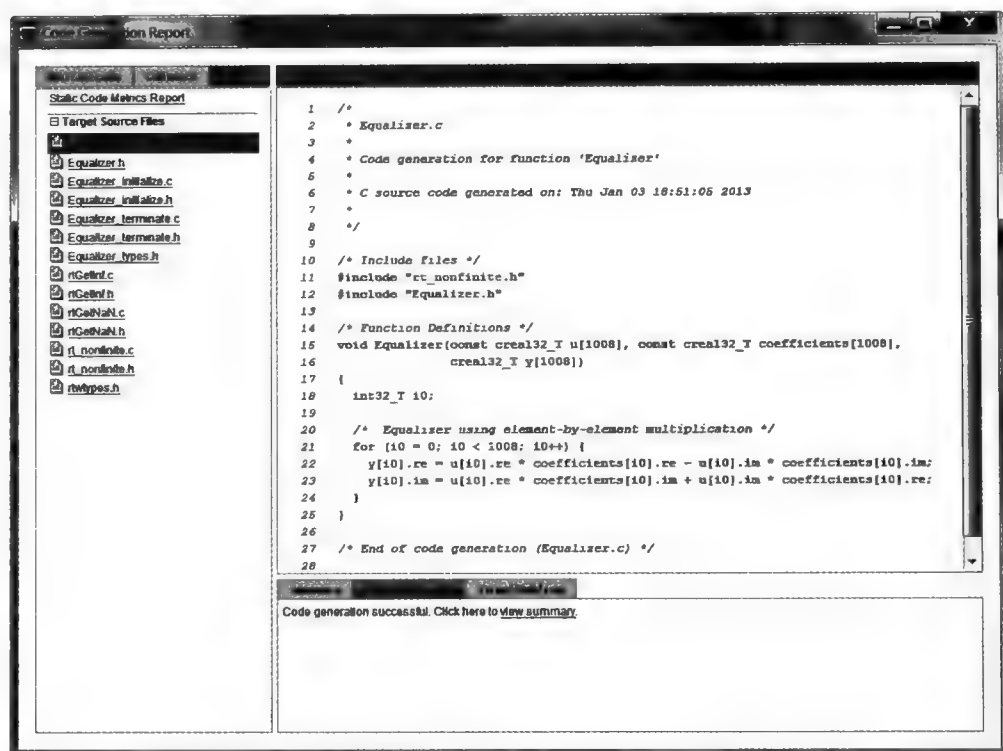 Code Generation Report
Static Code Metrics Report
Target Source Files
Equalizer.h
Equalizer_initialize.c
Equalizer_initialize.h
Equalizer_terminate.c
Equalizer_terminate.h
Equalizer_types.h
rtGetInf.c
rtGetInf.h
rtGetNaN.c
rtGetNaN.h
rt_nonfinite.c
rt_nonfinite.h
rtwtypes.h
1 /*
2 * Equalizer.c
3 *
4 * Code generation for function 'Equalizer'
5 *
6 * C source code generated on: Thu Jan 03 16:51:05 2013
7 *
8 */
9
10 /* Include files */
11 #include "rt_nonfinite.h"
12 #include "Equalizer.h"
13
14 /* Function Definitions */
15 void Equalizer(const creal32_T u[1008], const creal32_T coefficients[1008],
16 creal32_T y[1008])
17 {
18 int32_T i0;
19
20 /* Equalizer using element-by-element multiplication */
21 for (i0 = 0; i0 < 1008; i0++) {
22 y[i0].re = u[i0].re * coefficients[i0].re - u[i0].im * coefficients[i0].im;
23 y[i0].im = u[i0].re * coefficients[i0].im + u[i0].im * coefficients[i0].re;
24 }
25 }
26
27 /* End of code generation (Equalizer.c) */
28
Code generation successful. Click here to view summary.